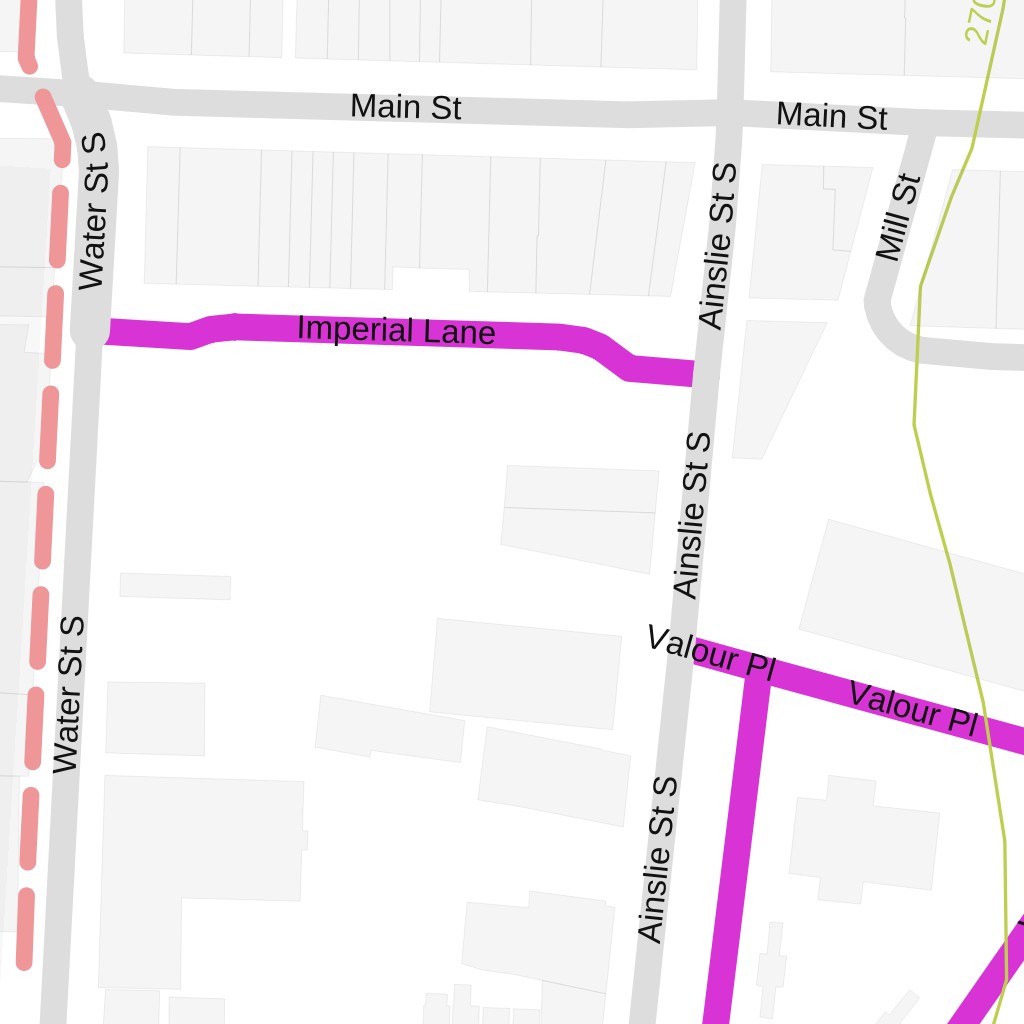 270
Main St
Main St
Water St S
Ainslie St S
Mill St
Imperial Lane
Ainslie St S
Water St S
Valour Pl
Valour Pl
Ainslie St S